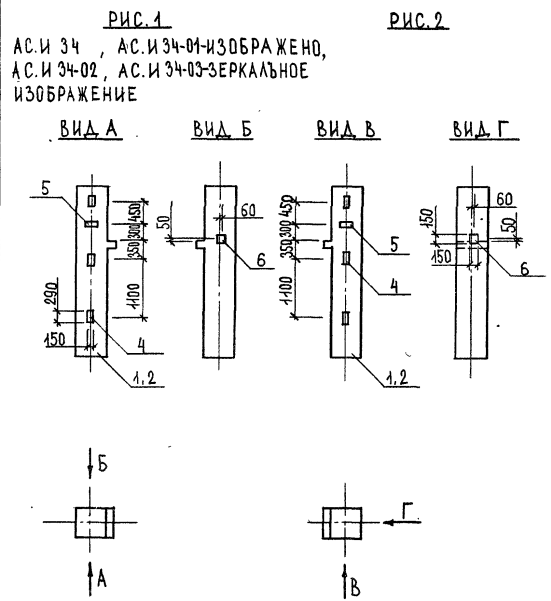 РИС. 1
РИС. 2
АС.И 34 , АС.И 34-01-ИЗОБРАЖЕНО,
АС.И 34-02, АС.И 34-03-ЗЕРКАЛЬНОЕ
ИЗОБРАЖЕНИЕ
ВИД А
ВИД Б
ВИД В
ВИД Г
5
450
300
350
1100
290
150
4
1,2
60
50
6
450
300
350
1100
5
4
1,2
60
150
50
150
6
Б
А
Г
В